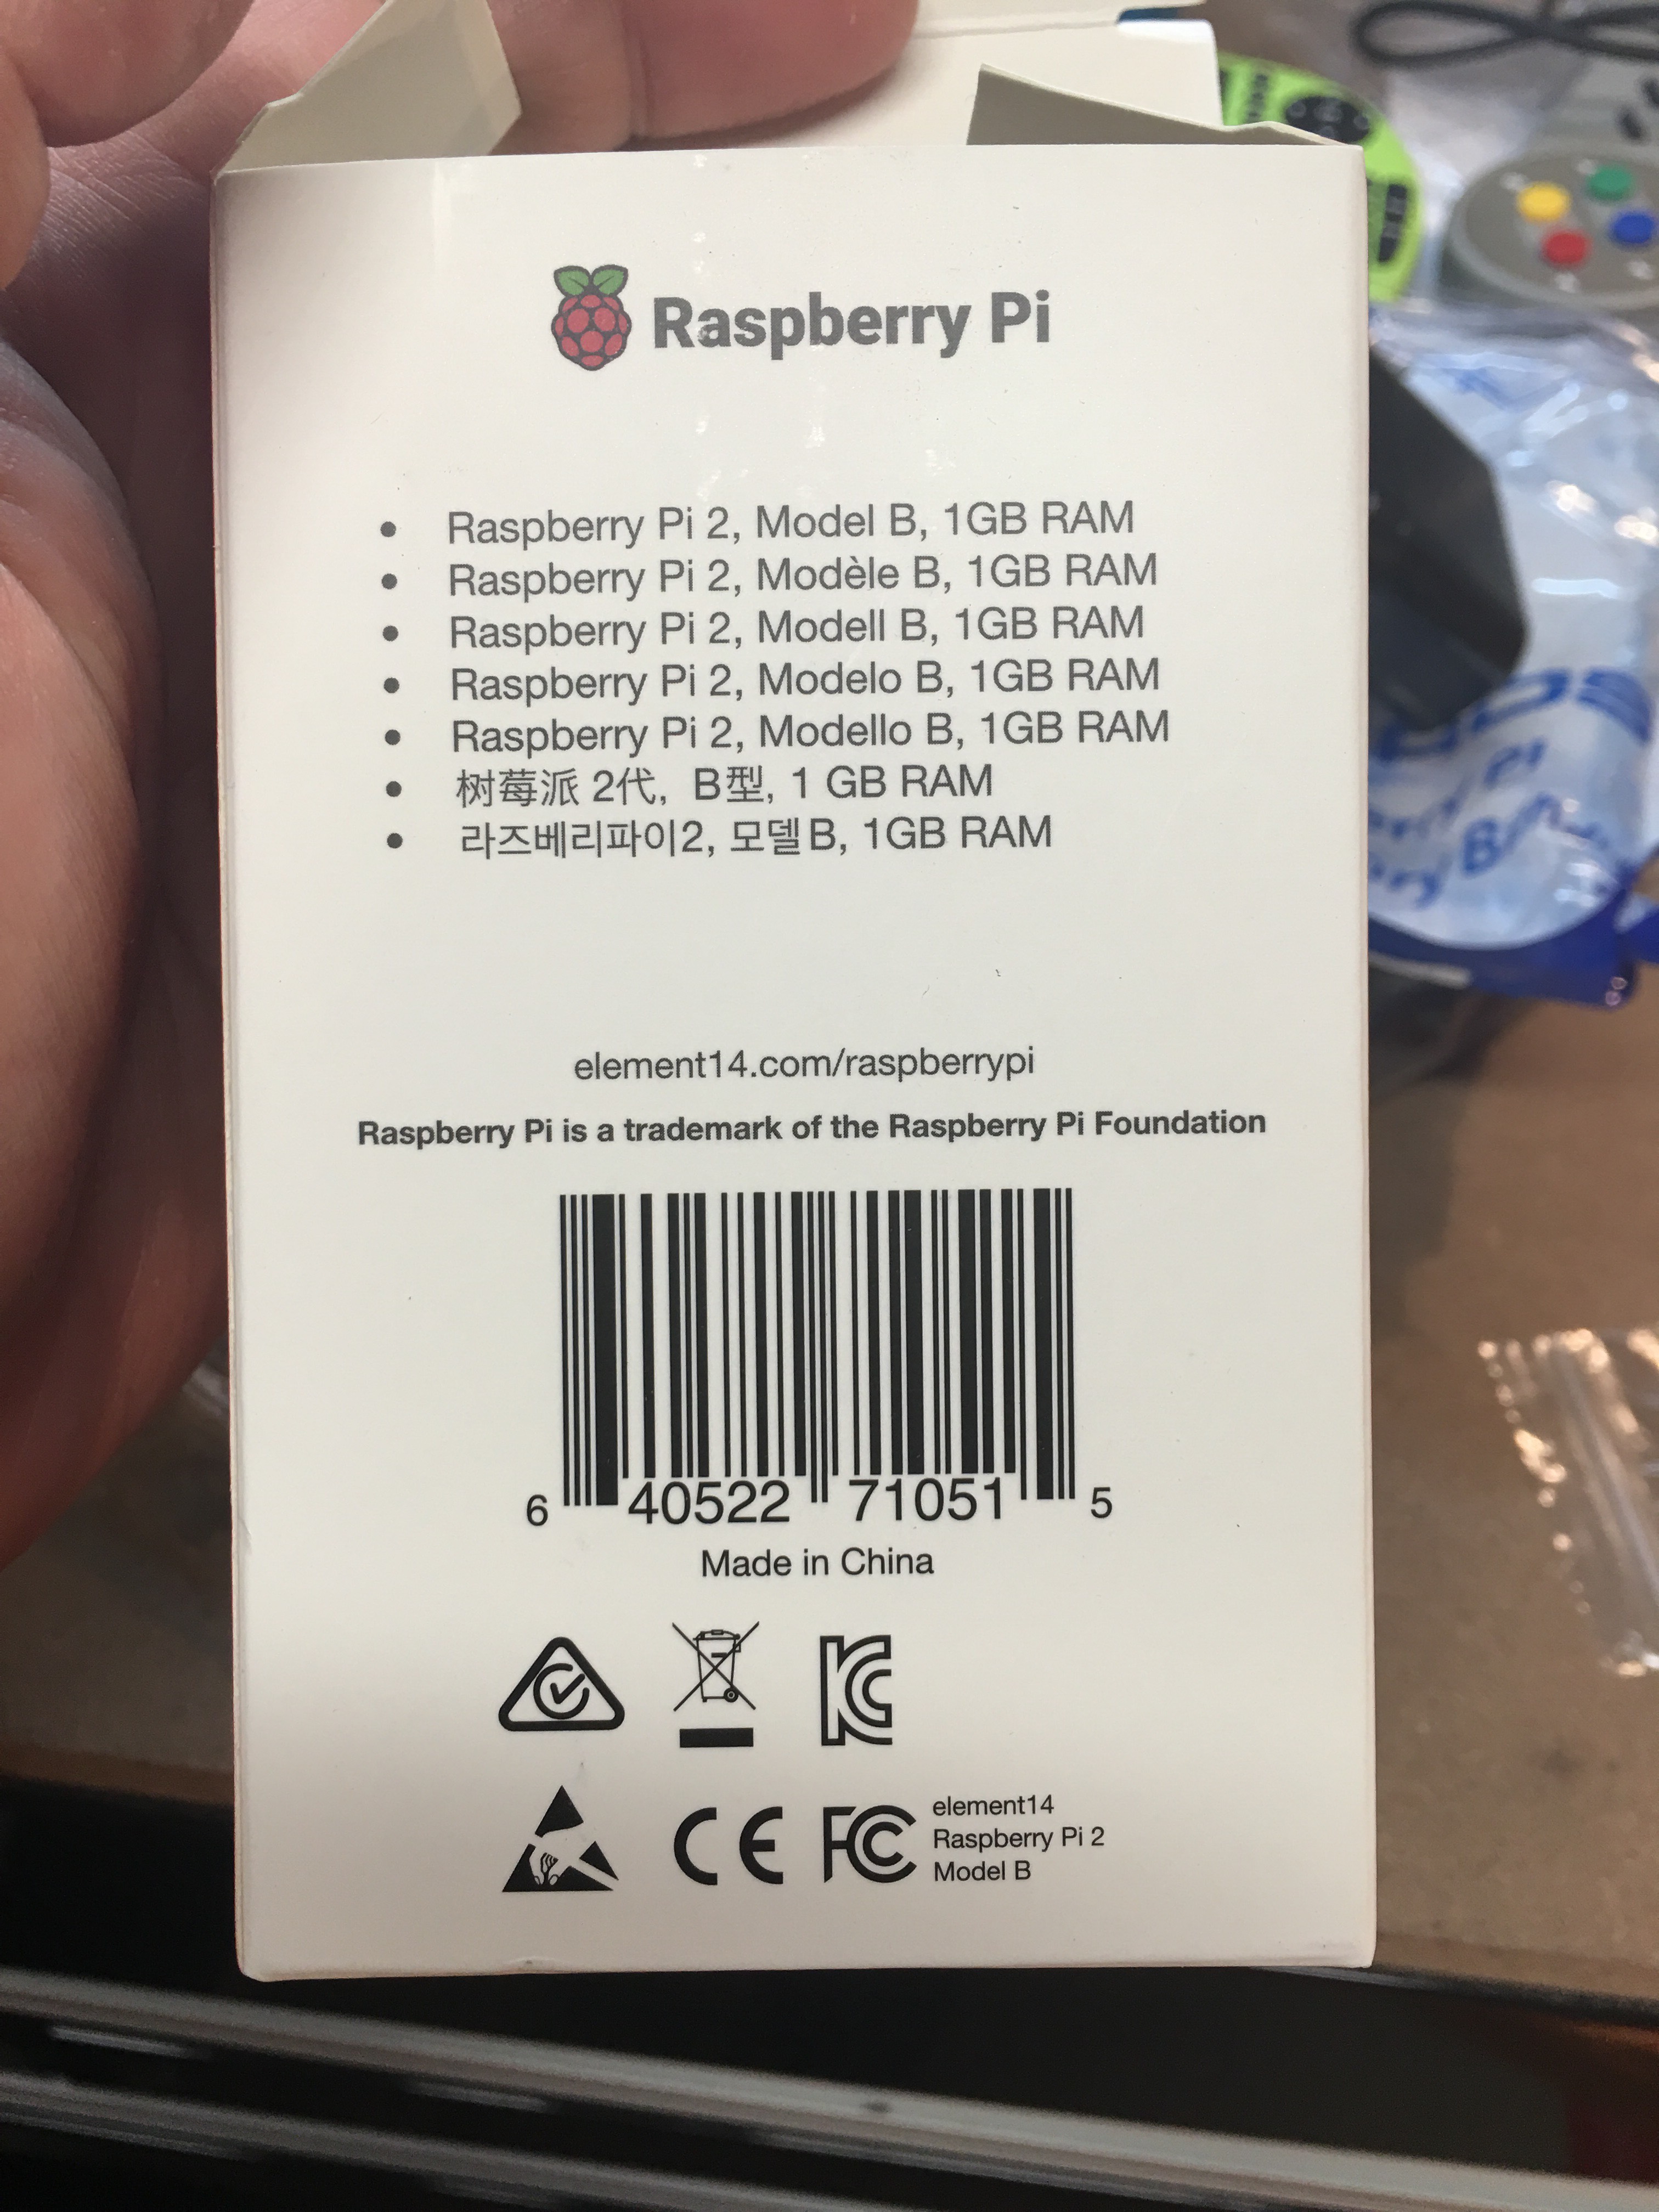 Raspberry Pi
• Raspberry Pi 2, Model B, 1GB RAM
• Raspberry Pi 2, Modèle B, 1GB RAM
• Raspberry Pi 2, Modell B, 1GB RAM
• Raspberry Pi 2, Modelo B, 1GB RAM
• Raspberry Pi 2, Modello B, 1GB RAM
• 树莓派 2代, B型, 1 GB RAM
• 라즈베리파이2, 모델B, 1GB RAM
element14.com/raspberrypi
Raspberry Pi is a trademark of the Raspberry Pi Foundation
6 40522 71051 5
Made in China
CE FC
element14
Raspberry Pi 2
Model B